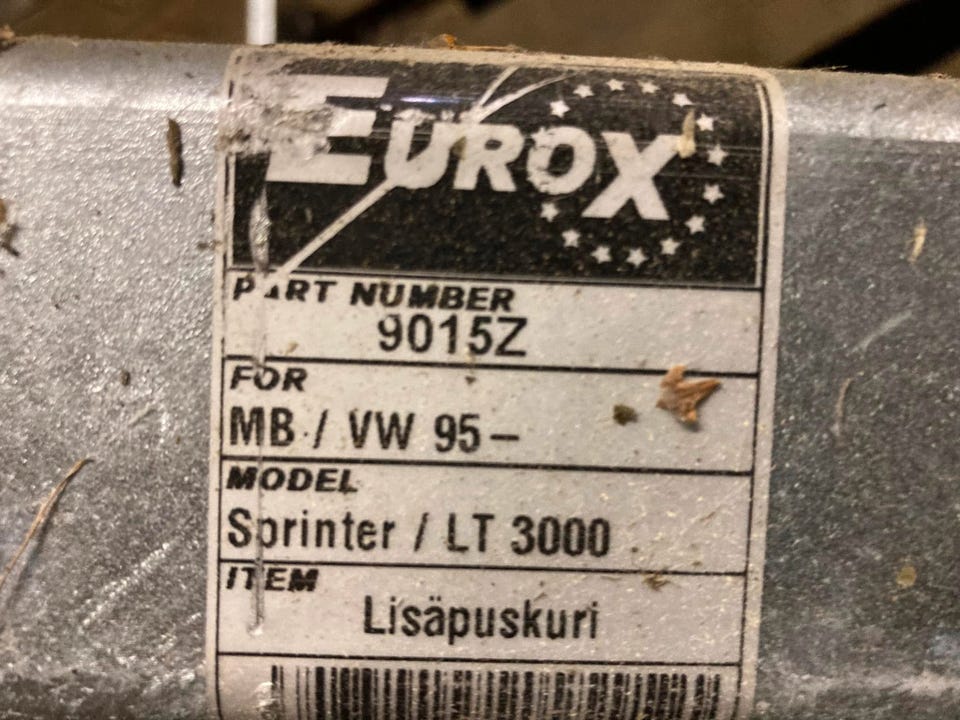 EUROX
PART NUMBER
9015Z
FOR
MB / VW 95–
MODEL
Sprinter / LT 3000
ITEM
Lisäpuskuri